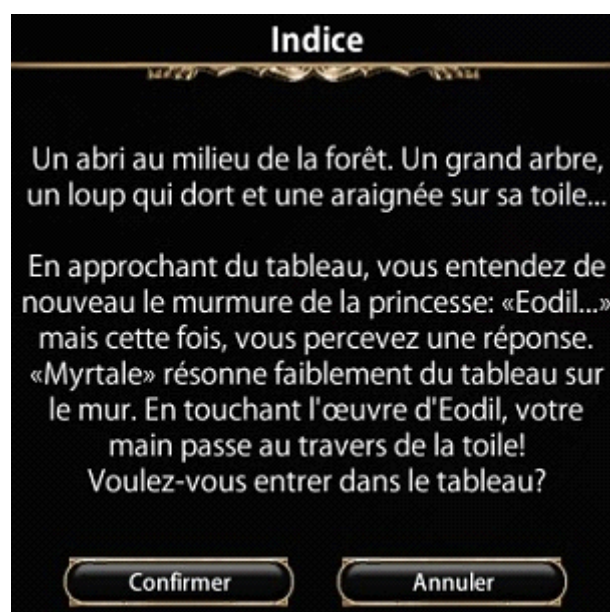 Indice
Un abri au milieu de la forêt. Un grand arbre,
un loup qui dort et une araignée sur sa toile...
En approchant du tableau, vous entendez de
nouveau le murmure de la princesse: «Eodil...»
mais cette fois, vous percevez une réponse.
«Myrtale» résonne faiblement du tableau sur
le mur. En touchant l'œuvre d'Eodil, votre
main passe au travers de la toile!
Voulez-vous entrer dans le tableau?
Confirmer
Annuler